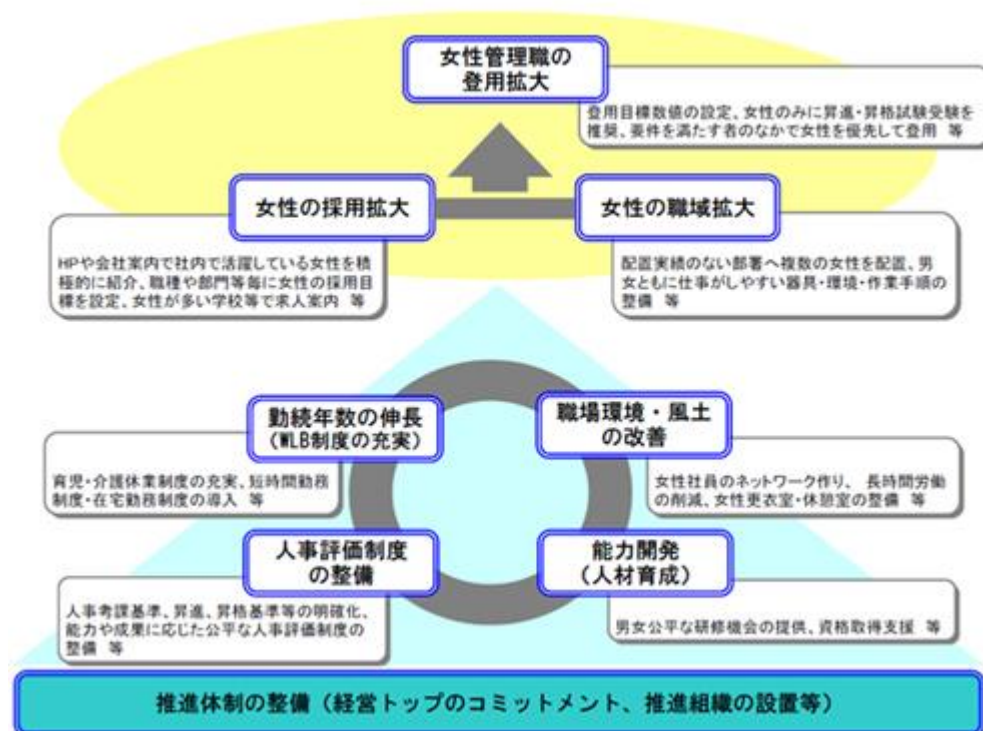 女性管理職の
登用拡大
登用目標数値の設定、女性のみに昇進・昇格試験受験を
推奨、要件を満たす者のなかで女性を優先して登用 等
女性の採用拡大
女性の職域拡大
HPや会社案内で社内で活躍している女性を積
極的に紹介、職種や部門等毎に女性の採用目
標を設定、女性が多い学校等で求人案内 等
配置実績のない部署へ複数の女性を配置、男
女ともに仕事がしやすい器具・環境・作業手順の
整備 等
勤続年数の伸長
（WLB制度の充実）
職場環境・風土
の改善
育児・介護休業制度の充実、短時間勤務
制度・在宅勤務制度の導入 等
女性社員のネットワーク作り、 長時間労働
の削減、女性更衣室・休憩室の整備 等
人事評価制度
の整備
能力開発
（人材育成）
人事考課基準、昇進、昇格基準等の明確化、
能力や成果に応じた公平な人事評価制度の
整備 等
男女公平な研修機会の提供、資格取得支援 等
推進体制の整備（経営トップのコミットメント、推進組織の設置等）